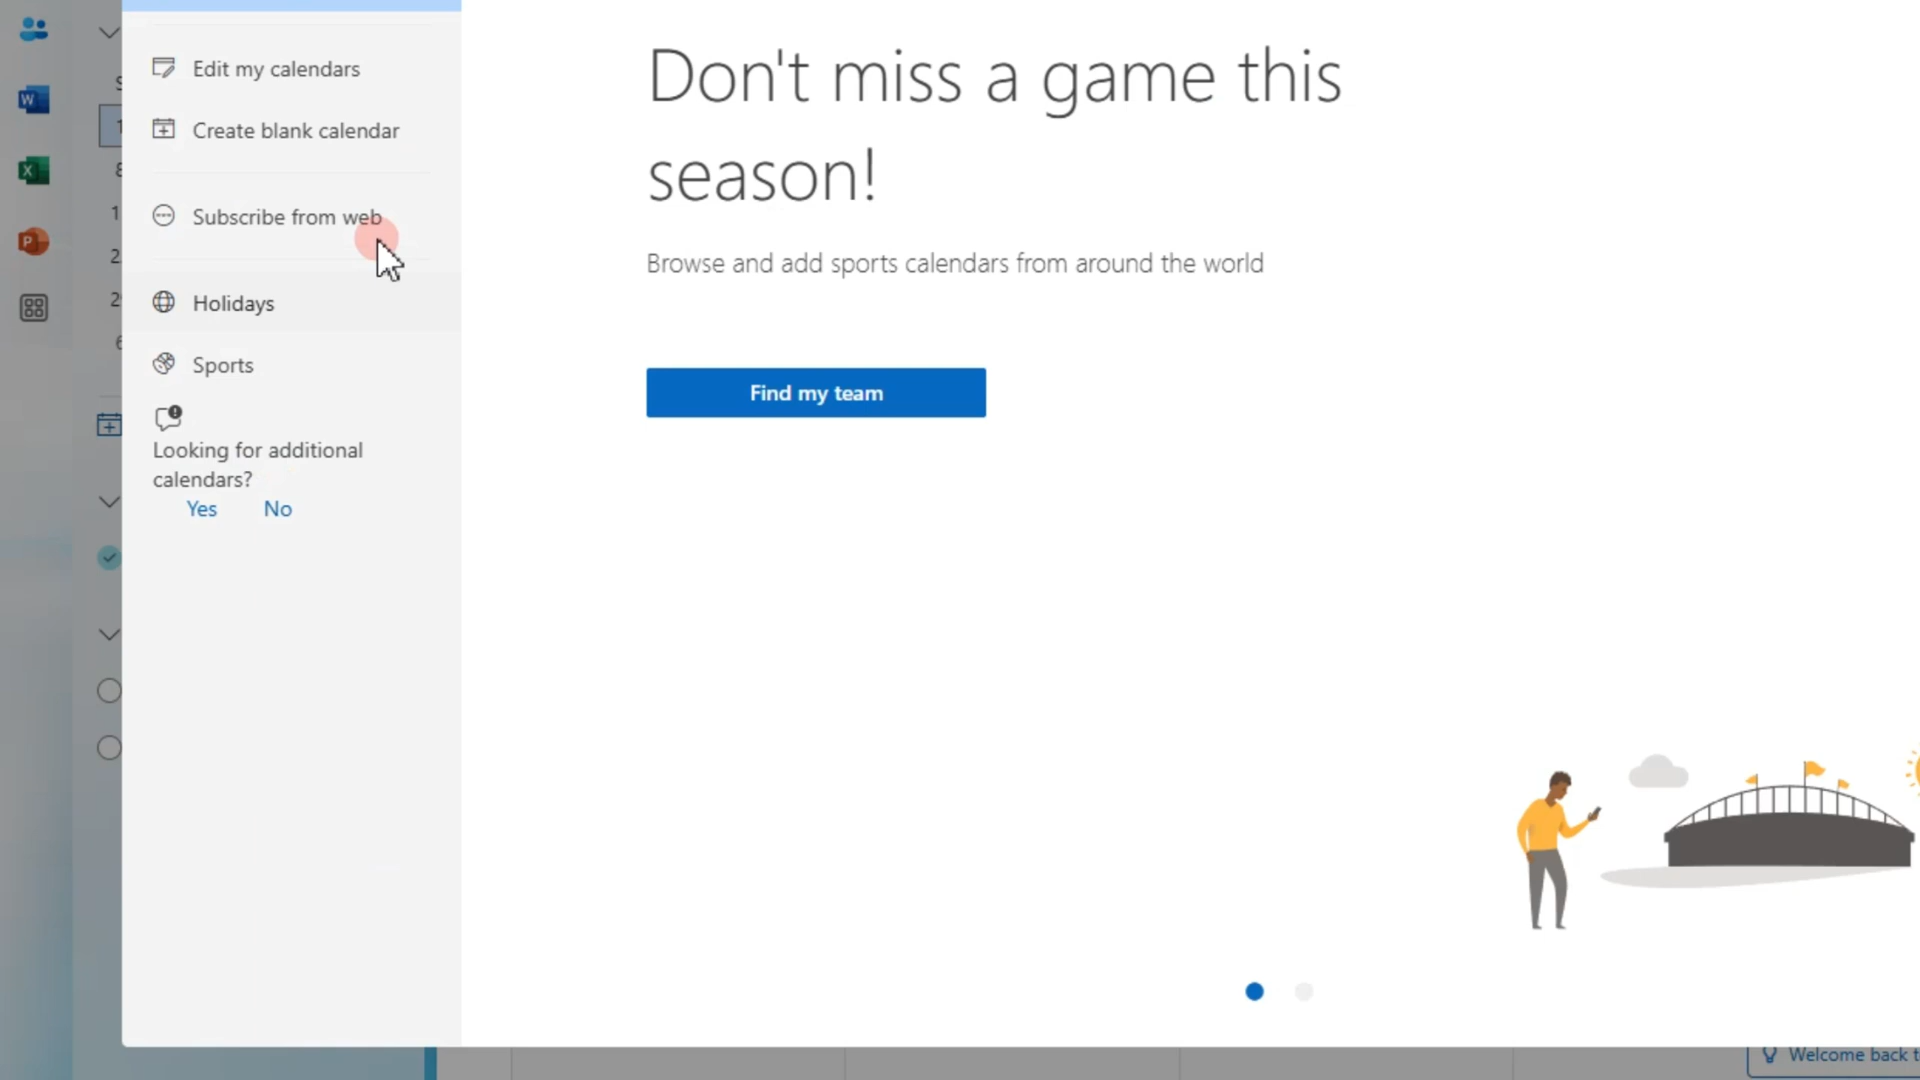 Edit my calendars
Create blank calendar
Subscribe from web
Holidays
Sports
Looking for additional
calendars?
Yes No
Don't miss a game this
season!
Browse and add sports calendars from around the world
Find my team
Welcome back